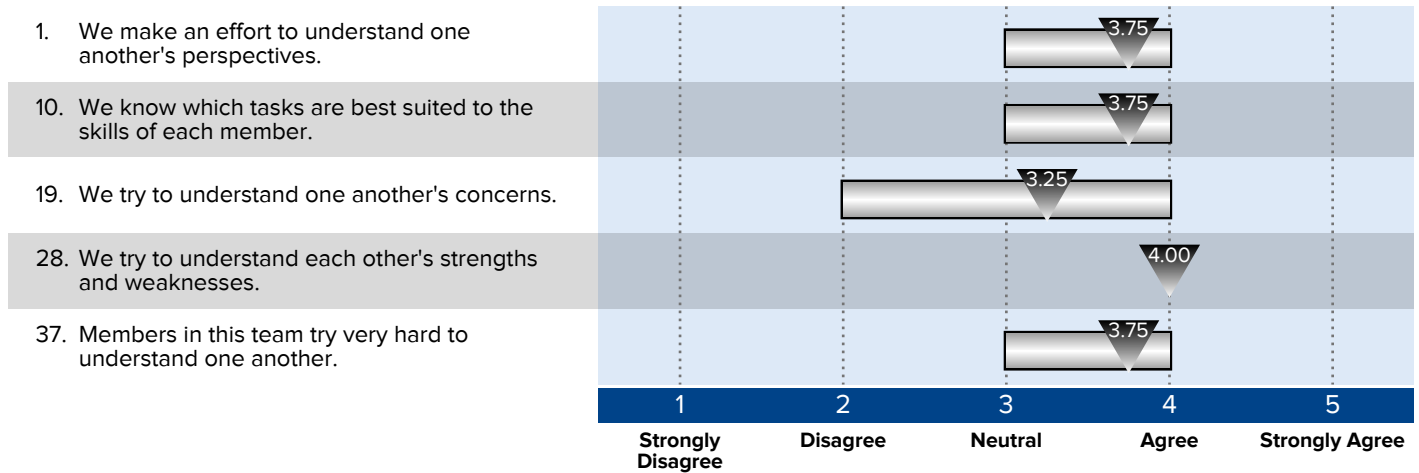 1. We make an effort to understand one
another's perspectives.
3.75
10. We know which tasks are best suited to the
skills of each member.
3.75
19. We try to understand one another's concerns.
3.25
28. We try to understand each other's strengths
and weaknesses.
4.00
37. Members in this team try very hard to
understand one another.
3.75
1 2 3 4 5
Strongly Disagree Neutral Agree Strongly Agree
Disagree